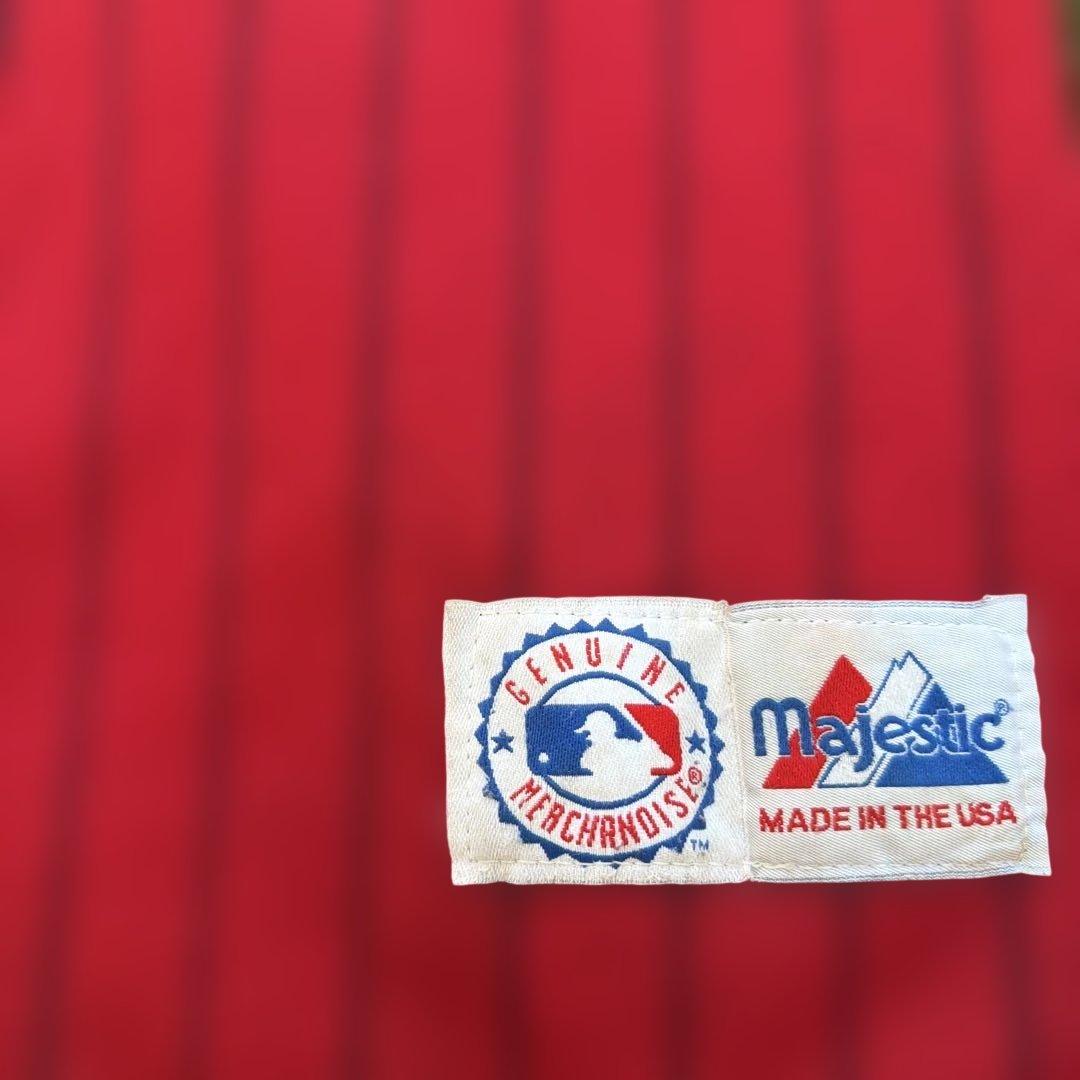 GENUINE
MERCHANDISE®
TM
Majestic®
MADE IN THE USA